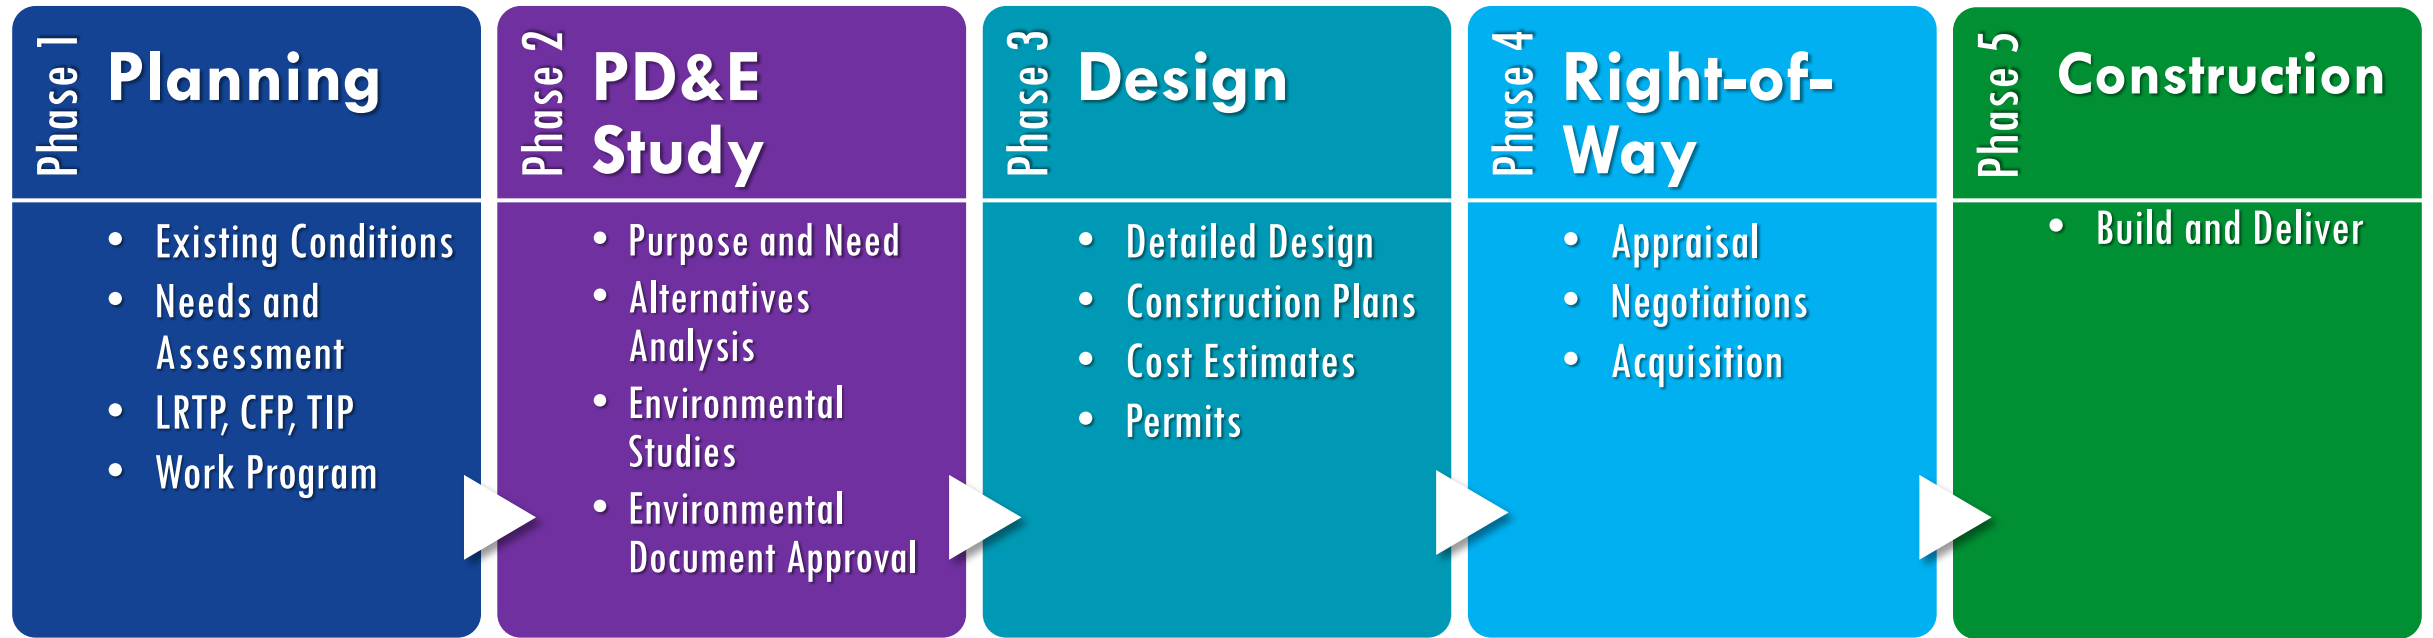 Phase 1
Planning
• Existing Conditions
• Needs and
Assessment
• LRTP, CFP, TIP
• Work Program
Phase 2
PD&E
Study
• Purpose and Need
• Alternatives
Analysis
• Environmental
Studies
• Environmental
Document Approval
Phase 3
Design
• Detailed Design
• Construction Plans
• Cost Estimates
• Permits
Phase 4
Right-of-
Way
• Appraisal
• Negotiations
• Acquisition
Phase 5
Construction
• Build and Deliver